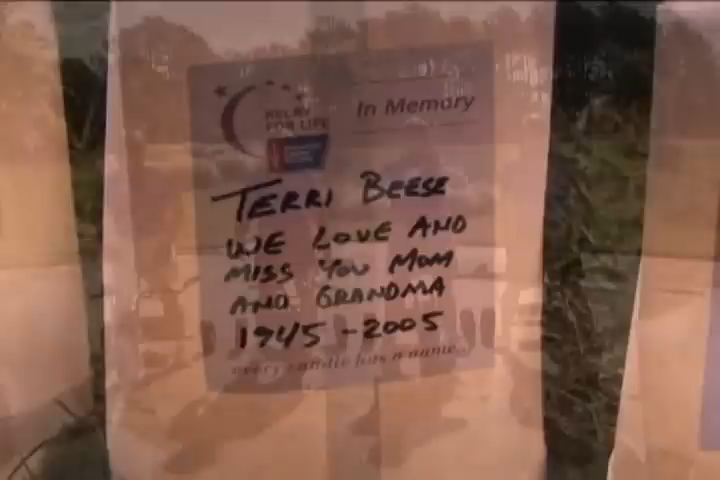 RELAY
FOR LIFE
In Memory
TERRI BEESE
WE LOVE AND
MISS YOU MOM
AND GRANDMA
1945-2005
every candle has a name...